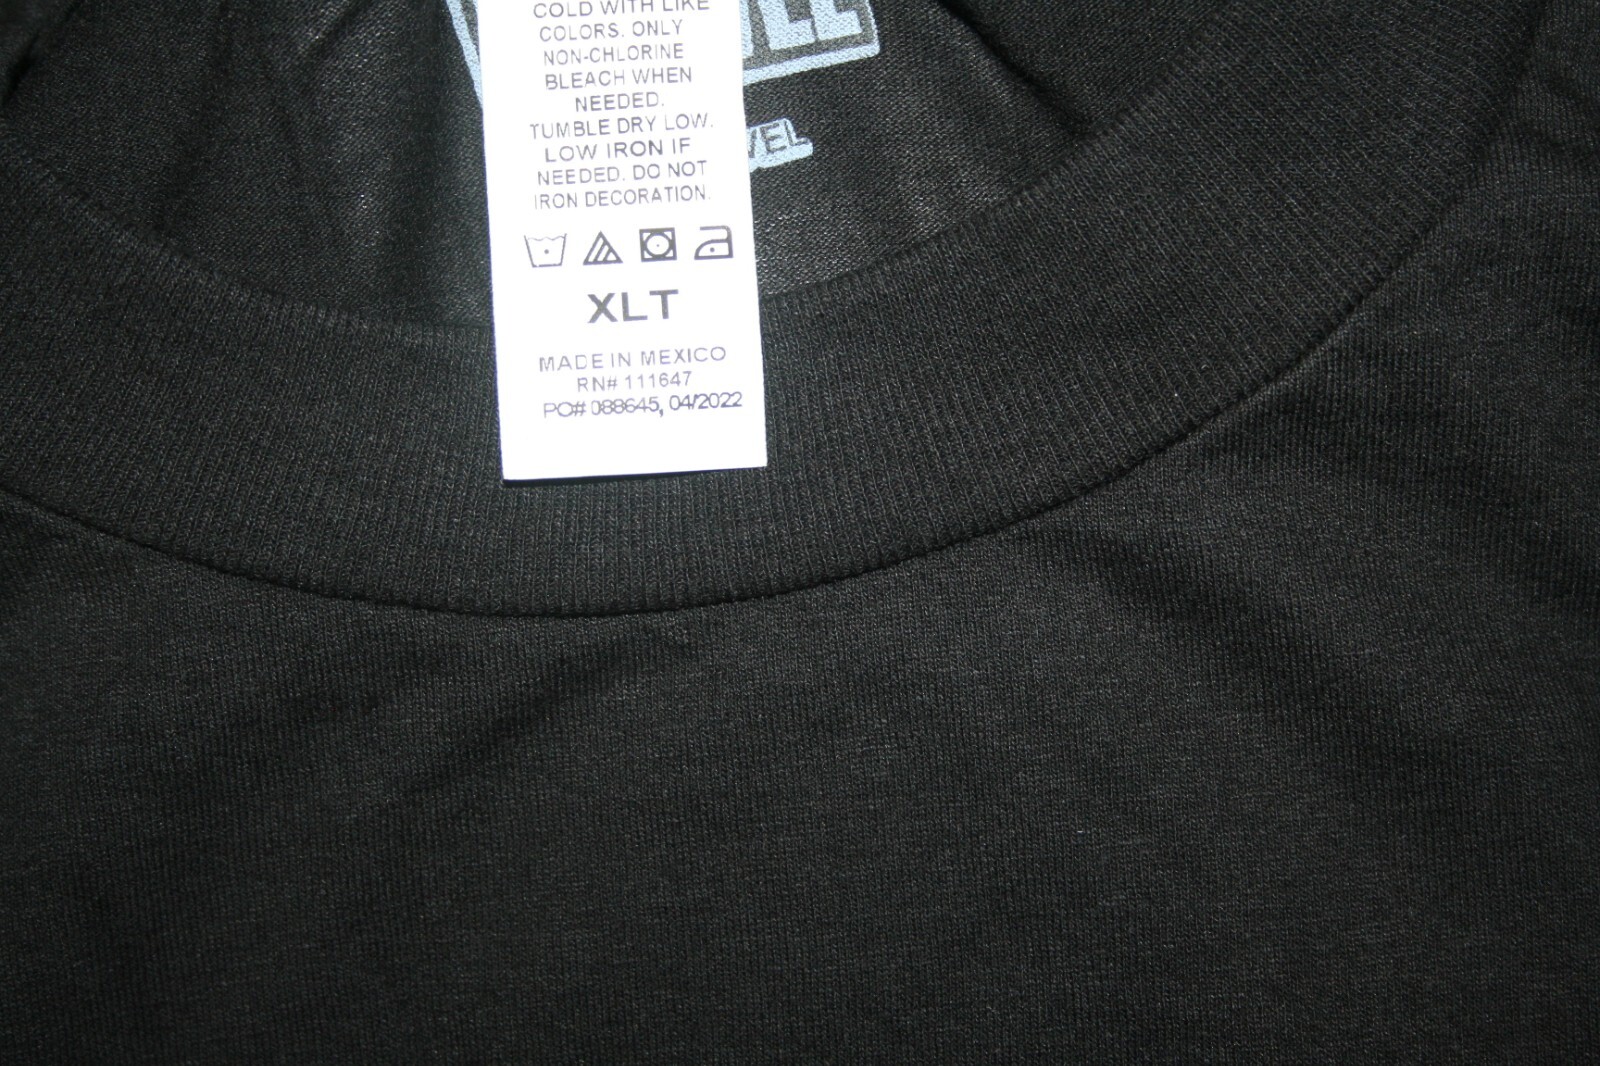 COLD WITH LIKE
COLORS. ONLY
NON-CHLORINE
BLEACH WHEN
NEEDED.
TUMBLE DRY LOW.
LOW IRON IF
NEEDED. DO NOT
IRON DECORATION.
XLT
MADE IN MEXICO
RN# 111647
PO# 088645, 04/2022
VEL